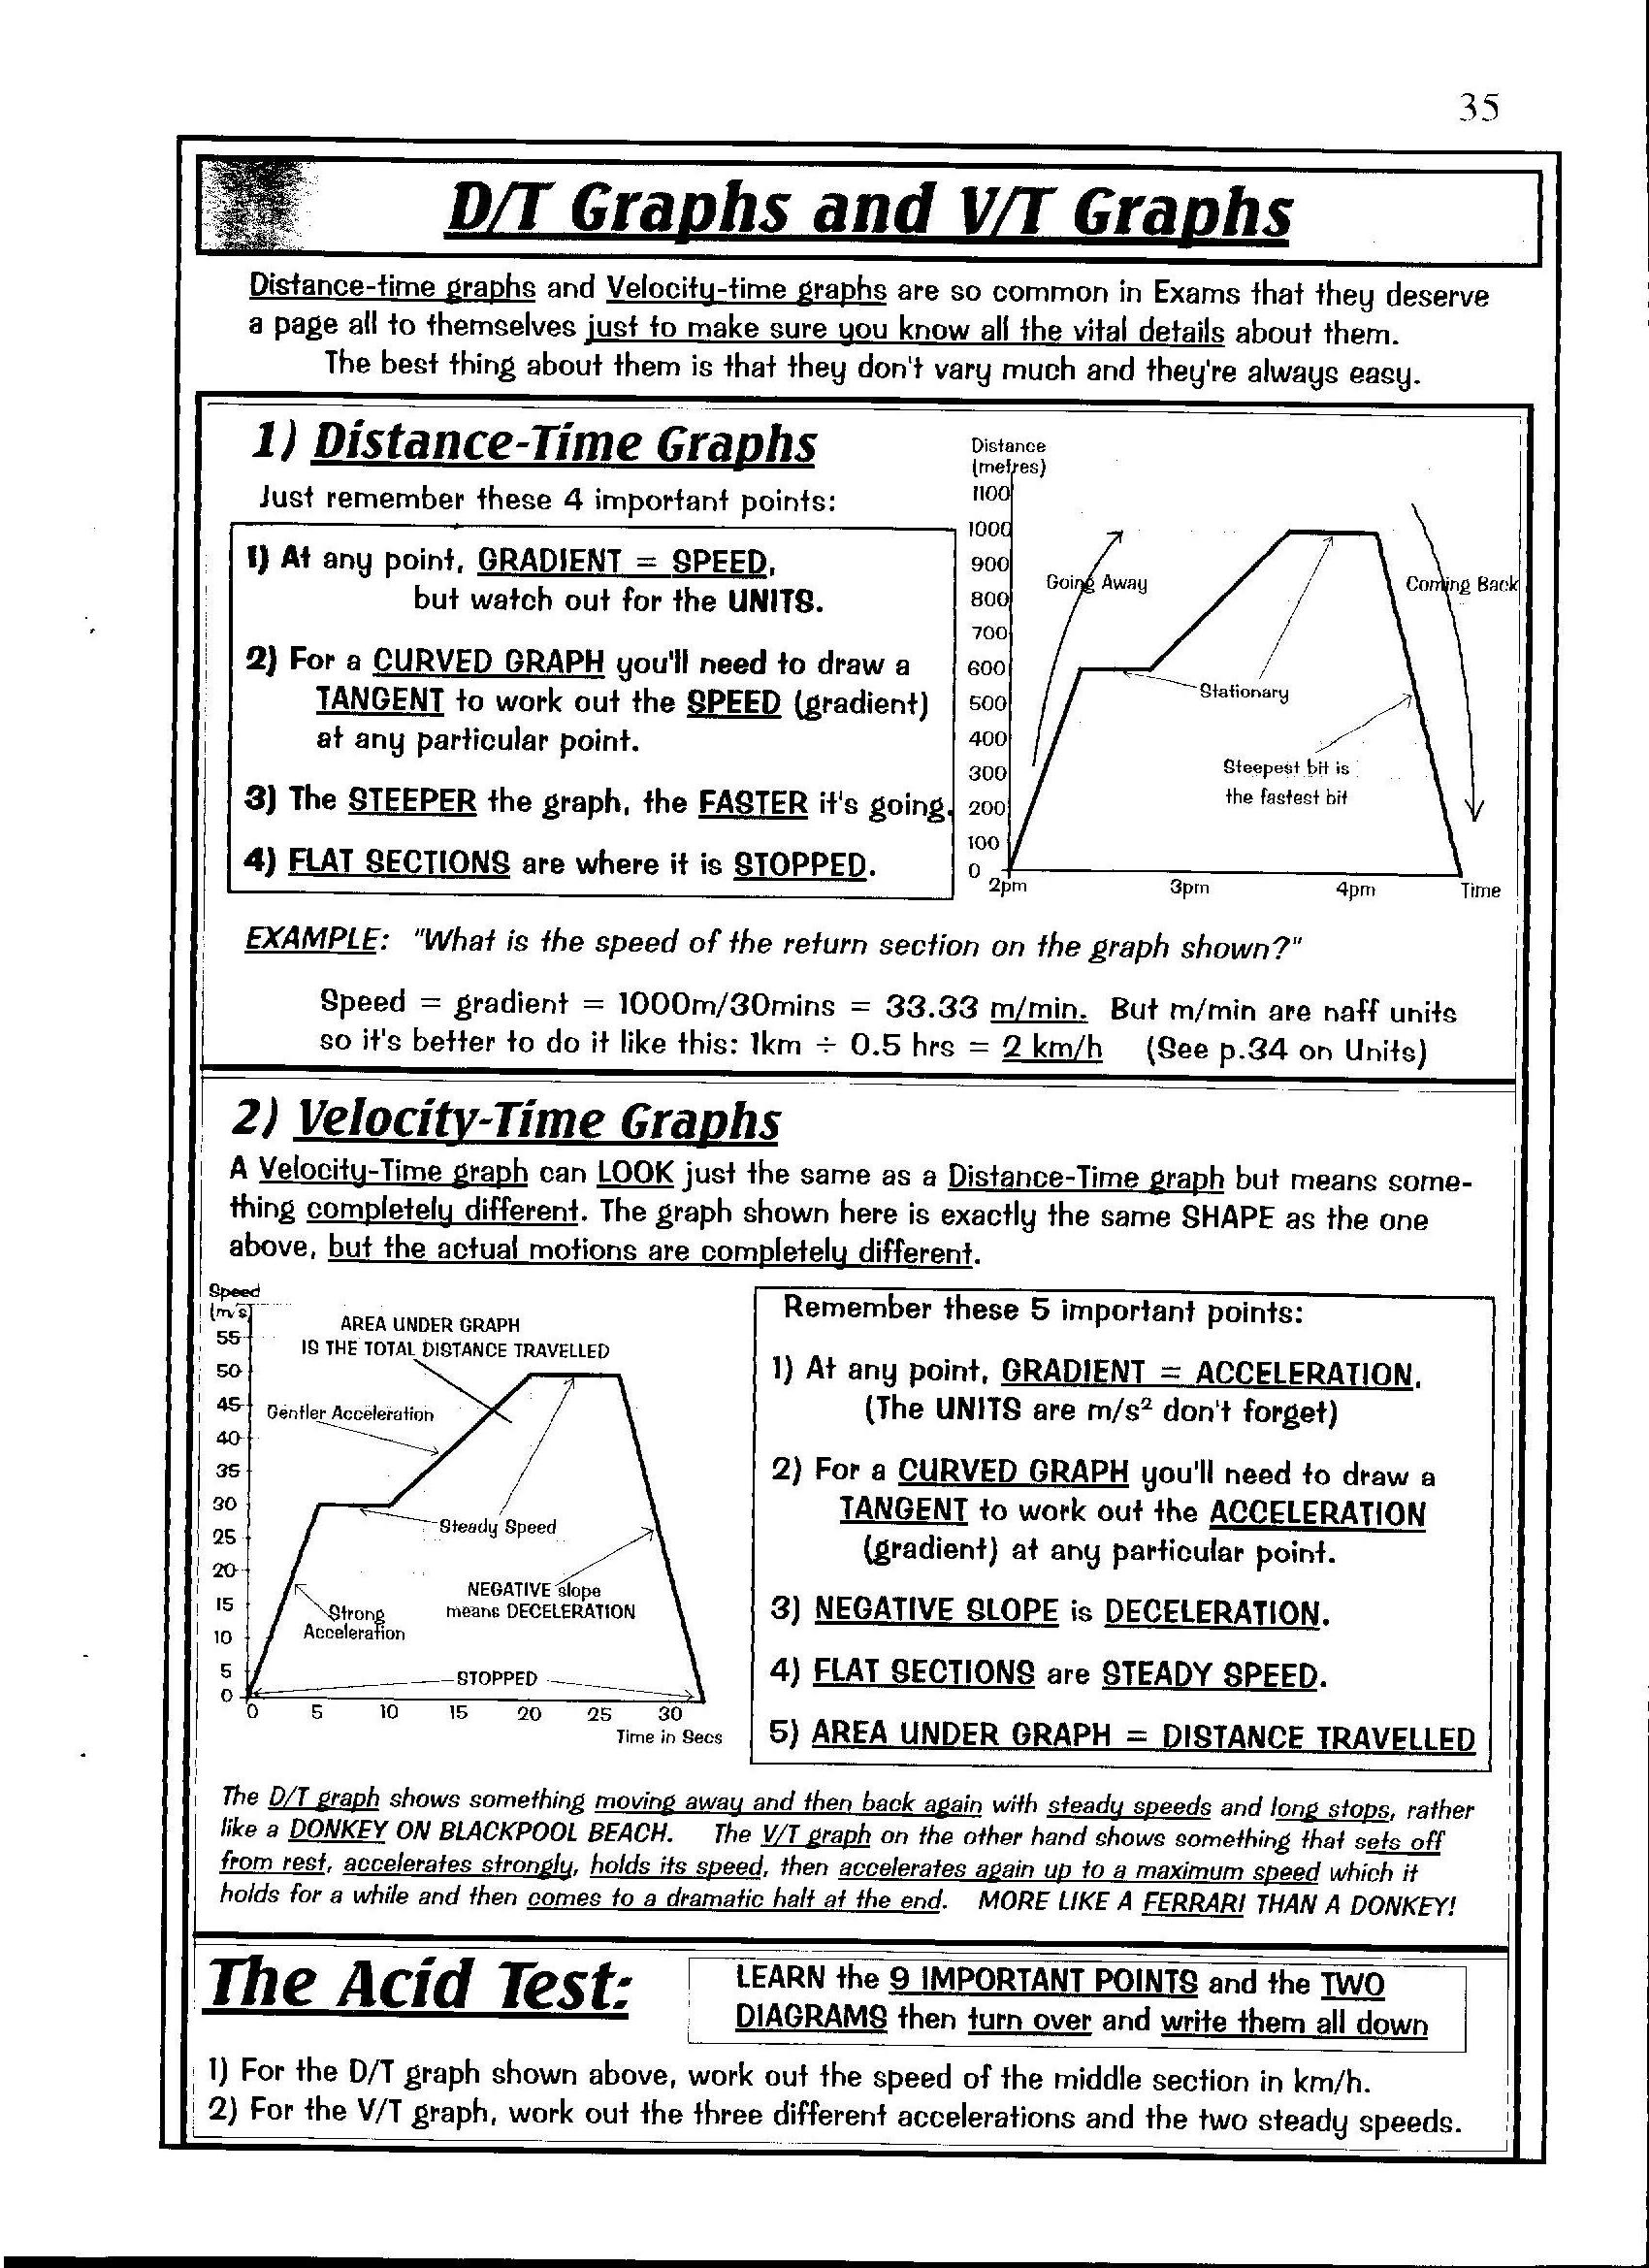 35
D/T Graphs and V/T Graphs
Distance-time graphs and Velocity-time graphs are so common in Exams that they deserve
a page all to themselves just to make sure you know all the vital details about them.
The best thing about them is that they don't vary much and they're always easy.
1) Distance-Time Graphs
Just remember these 4 important points:
1) At any point, GRADIENT = SPEED,
but watch out for the UNITS.
2) For a CURVED GRAPH you'll need to draw a
TANGENT to work out the SPEED (gradient)
at any particular point.
3) The STEEPER the graph, the FASTER it's going.
4) FLAT SECTIONS are where it is STOPPED.
Distance
(metres)
1100
1000
900
800
700
600
500
400
300
200
100
0
Going Away
Coming Back
Stationary
Steepest bit is
the fastest bit
2pm 3pm 4pm Time
EXAMPLE: "What is the speed of the return section on the graph shown?"
Speed = gradient = 1000m/30mins = 33.33 m/min. But m/min are naff units
so it's better to do it like this: 1km ÷ 0.5 hrs = 2 km/h (See p.34 on Units)
2) Velocity-Time Graphs
A Velocity-Time graph can LOOK just the same as a Distance-Time graph but means some-
thing completely different. The graph shown here is exactly the same SHAPE as the one
above, but the actual motions are completely different.
Speed
(m/s)
55
50
45
40
35
30
25
20
15
10
5
0
AREA UNDER GRAPH
IS THE TOTAL DISTANCE TRAVELLED
Gentler Acceleration
Steady Speed
NEGATIVE slope
means DECELERATION
Strong
Acceleration
STOPPED
0 5 10 15 20 25 30
Time in Secs
Remember these 5 important points:
1) At any point, GRADIENT = ACCELERATION.
(The UNITS are m/s² don't forget)
2) For a CURVED GRAPH you'll need to draw a
TANGENT to work out the ACCELERATION
(gradient) at any particular point.
3) NEGATIVE SLOPE is DECELERATION.
4) FLAT SECTIONS are STEADY SPEED.
5) AREA UNDER GRAPH = DISTANCE TRAVELLED
The D/T graph shows something moving away and then back again with steady speeds and long stops, rather
like a DONKEY ON BLACKPOOL BEACH. The V/T graph on the other hand shows something that sets off
from rest, accelerates strongly, holds its speed, then accelerates again up to a maximum speed which it
holds for a while and then comes to a dramatic halt at the end. MORE LIKE A FERRARI THAN A DONKEY!
The Acid Test:
LEARN the 9 IMPORTANT POINTS and the TWO
DIAGRAMS then turn over and write them all down
1) For the D/T graph shown above, work out the speed of the middle section in km/h.
2) For the V/T graph, work out the three different accelerations and the two steady speeds.